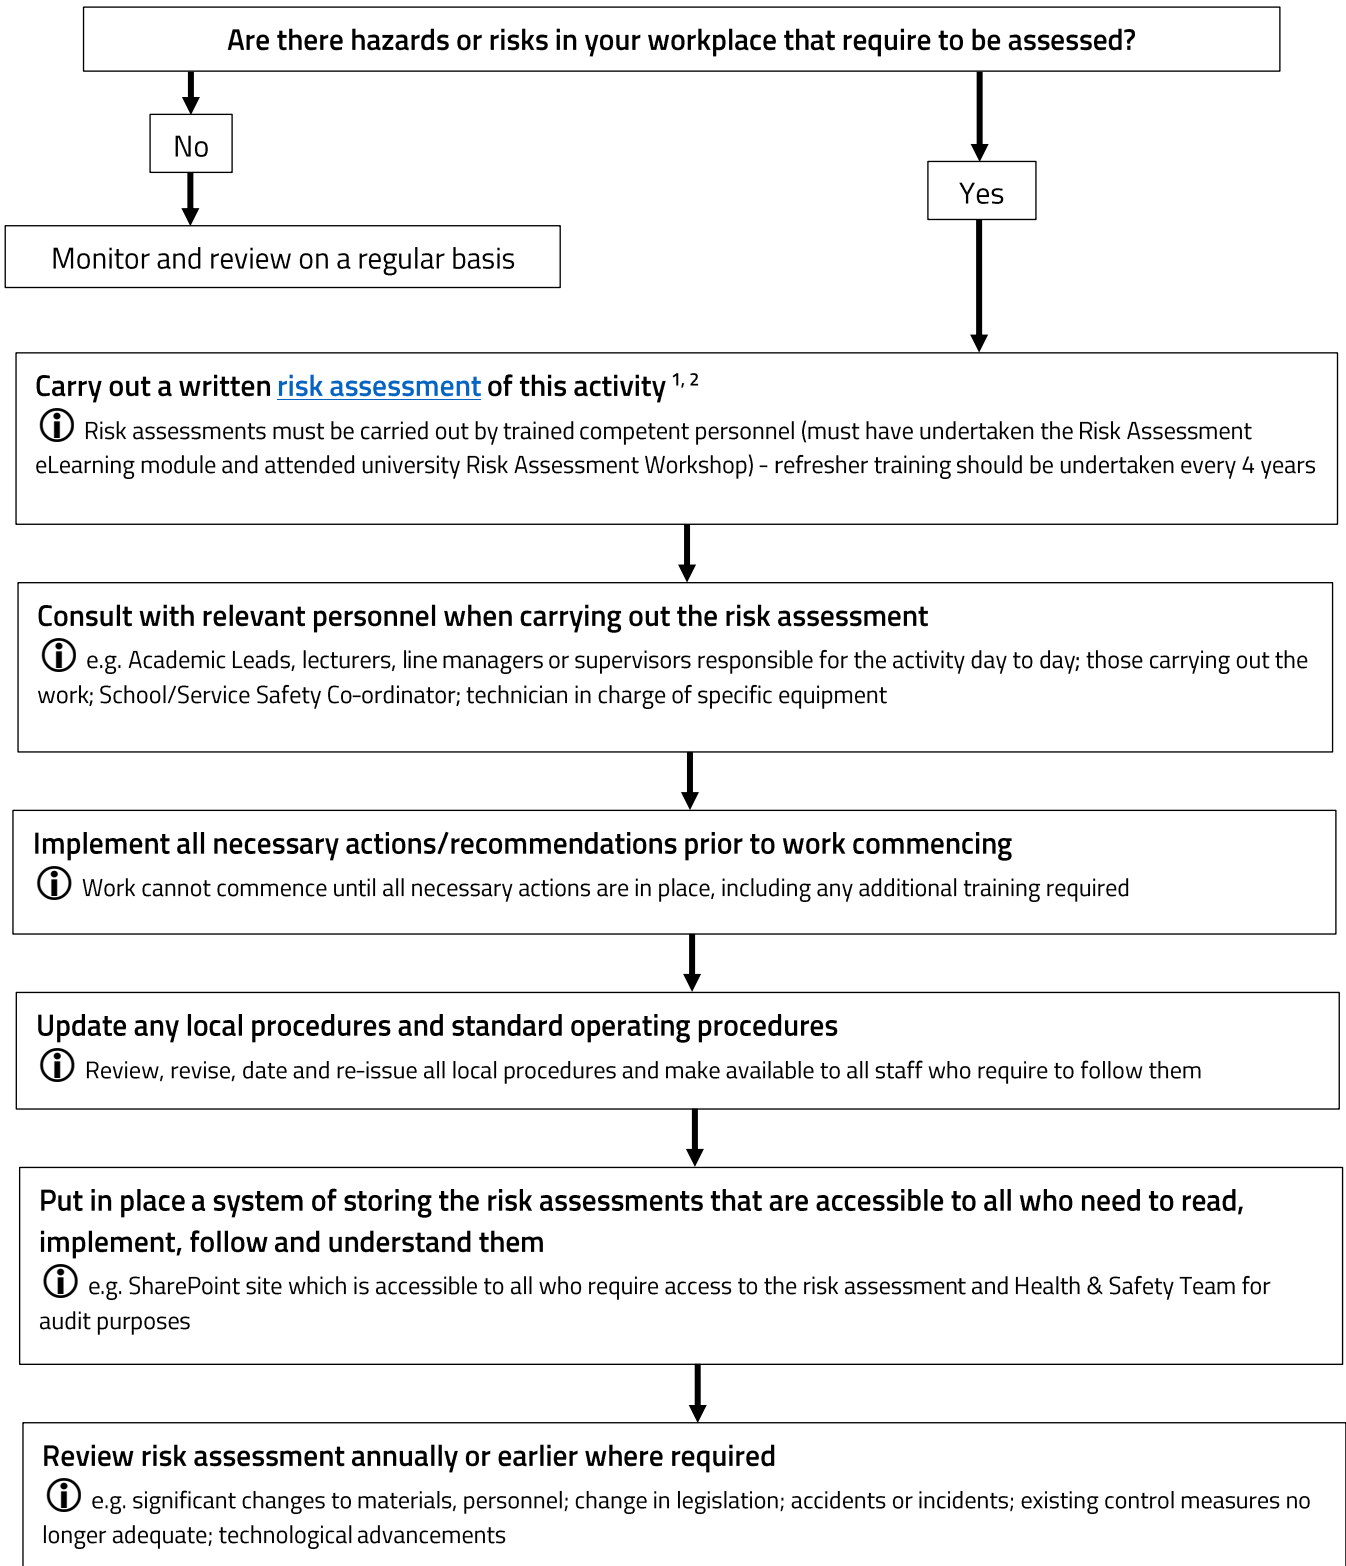 Are there hazards or risks in your workplace that require to be assessed?
No
Yes
Monitor and review on a regular basis
Carry out a written risk assessment of this activity 1, 2
Risk assessments must be carried out by trained competent personnel (must have undertaken the Risk Assessment
eLearning module and attended university Risk Assessment Workshop) - refresher training should be undertaken every 4 years
Consult with relevant personnel when carrying out the risk assessment
e.g. Academic Leads, lecturers, line managers or supervisors responsible for the activity day to day; those carrying out the
work; School/Service Safety Co-ordinator; technician in charge of specific equipment
Implement all necessary actions/recommendations prior to work commencing
Work cannot commence until all necessary actions are in place, including any additional training required
Update any local procedures and standard operating procedures
Review, revise, date and re-issue all local procedures and make available to all staff who require to follow them
Put in place a system of storing the risk assessments that are accessible to all who need to read,
implement, follow and understand them
e.g. SharePoint site which is accessible to all who require access to the risk assessment and Health & Safety Team for
audit purposes
Review risk assessment annually or earlier where required
e.g. significant changes to materials, personnel; change in legislation; accidents or incidents; existing control measures no
longer adequate; technological advancements